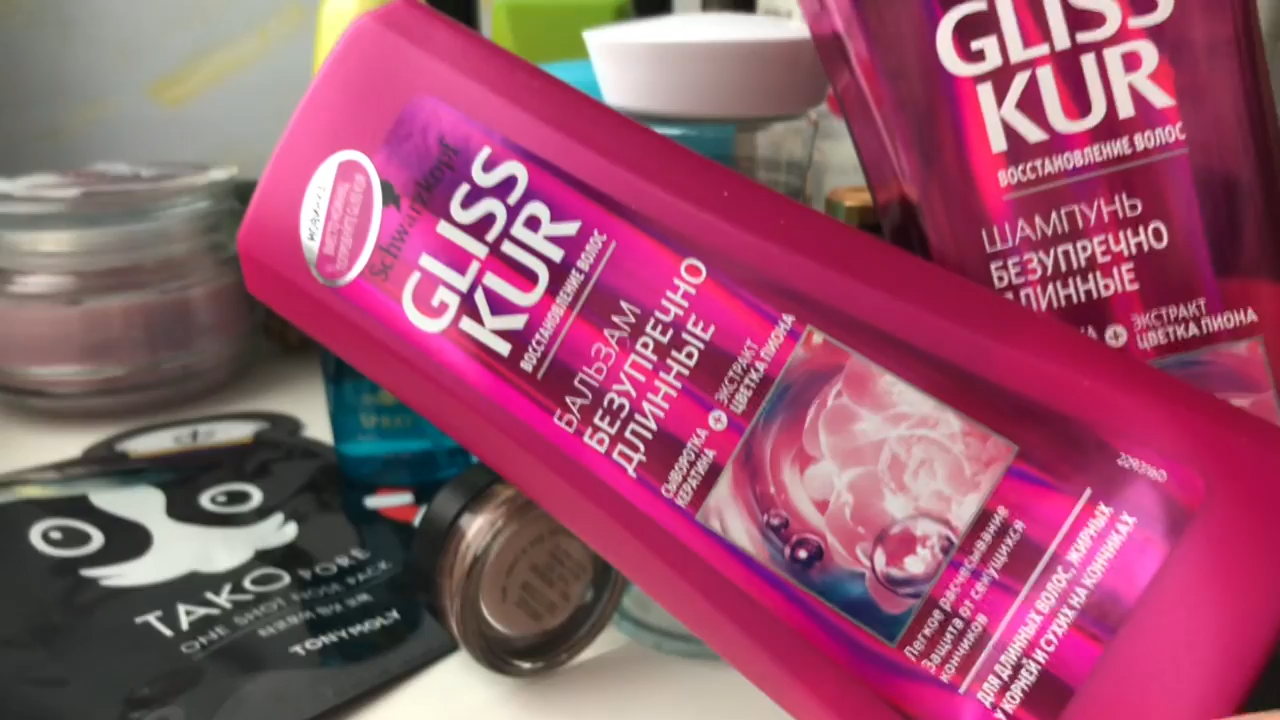 Schwarzkopf
GLISS
KUR
ВОССТАНОВЛЕНИЕ ВОЛОС
БАЛЬЗАМ
БЕЗУПРЕЧНО
ДЛИННЫЕ
СЫВОРОТКА
КЕРАТИНА
+
ЭКСТРАКТ
ЦВЕТКА ПИОНА
Легкое расчесывание
Защита от секущихся
кончиков
ДЛЯ ДЛИННЫХ ВОЛОС, ЖИРНЫХ
У КОРНЕЙ И СУХИХ НА КОНЧИКАХ
GLISS
KUR
ВОССТАНОВЛЕНИЕ ВОЛОС
ШАМПУНЬ
БЕЗУПРЕЧНО
ДЛИННЫЕ
+
ЭКСТРАКТ
ЦВЕТКА ПИОНА
TAKO PORE
ONE SHOT NOSE PACK
TONYMOLY